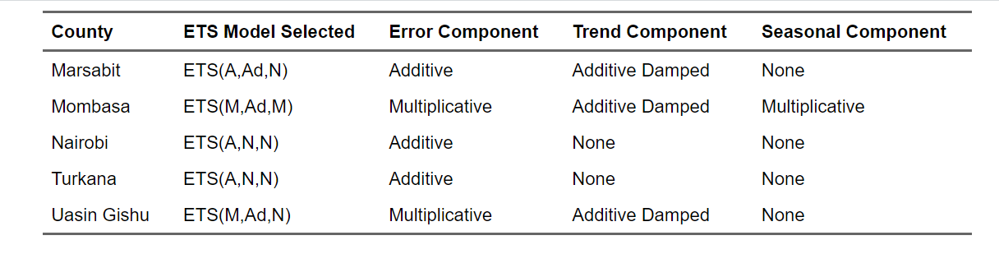 County ETS Model Selected Error Component Trend Component Seasonal Component
Marsabit ETS(A,Ad,N) Additive Additive Damped None
Mombasa ETS(M,Ad,M) Multiplicative Additive Damped Multiplicative
Nairobi ETS(A,N,N) Additive None None
Turkana ETS(A,N,N) Additive None None
Uasin Gishu ETS(M,Ad,N) Multiplicative Additive Damped None